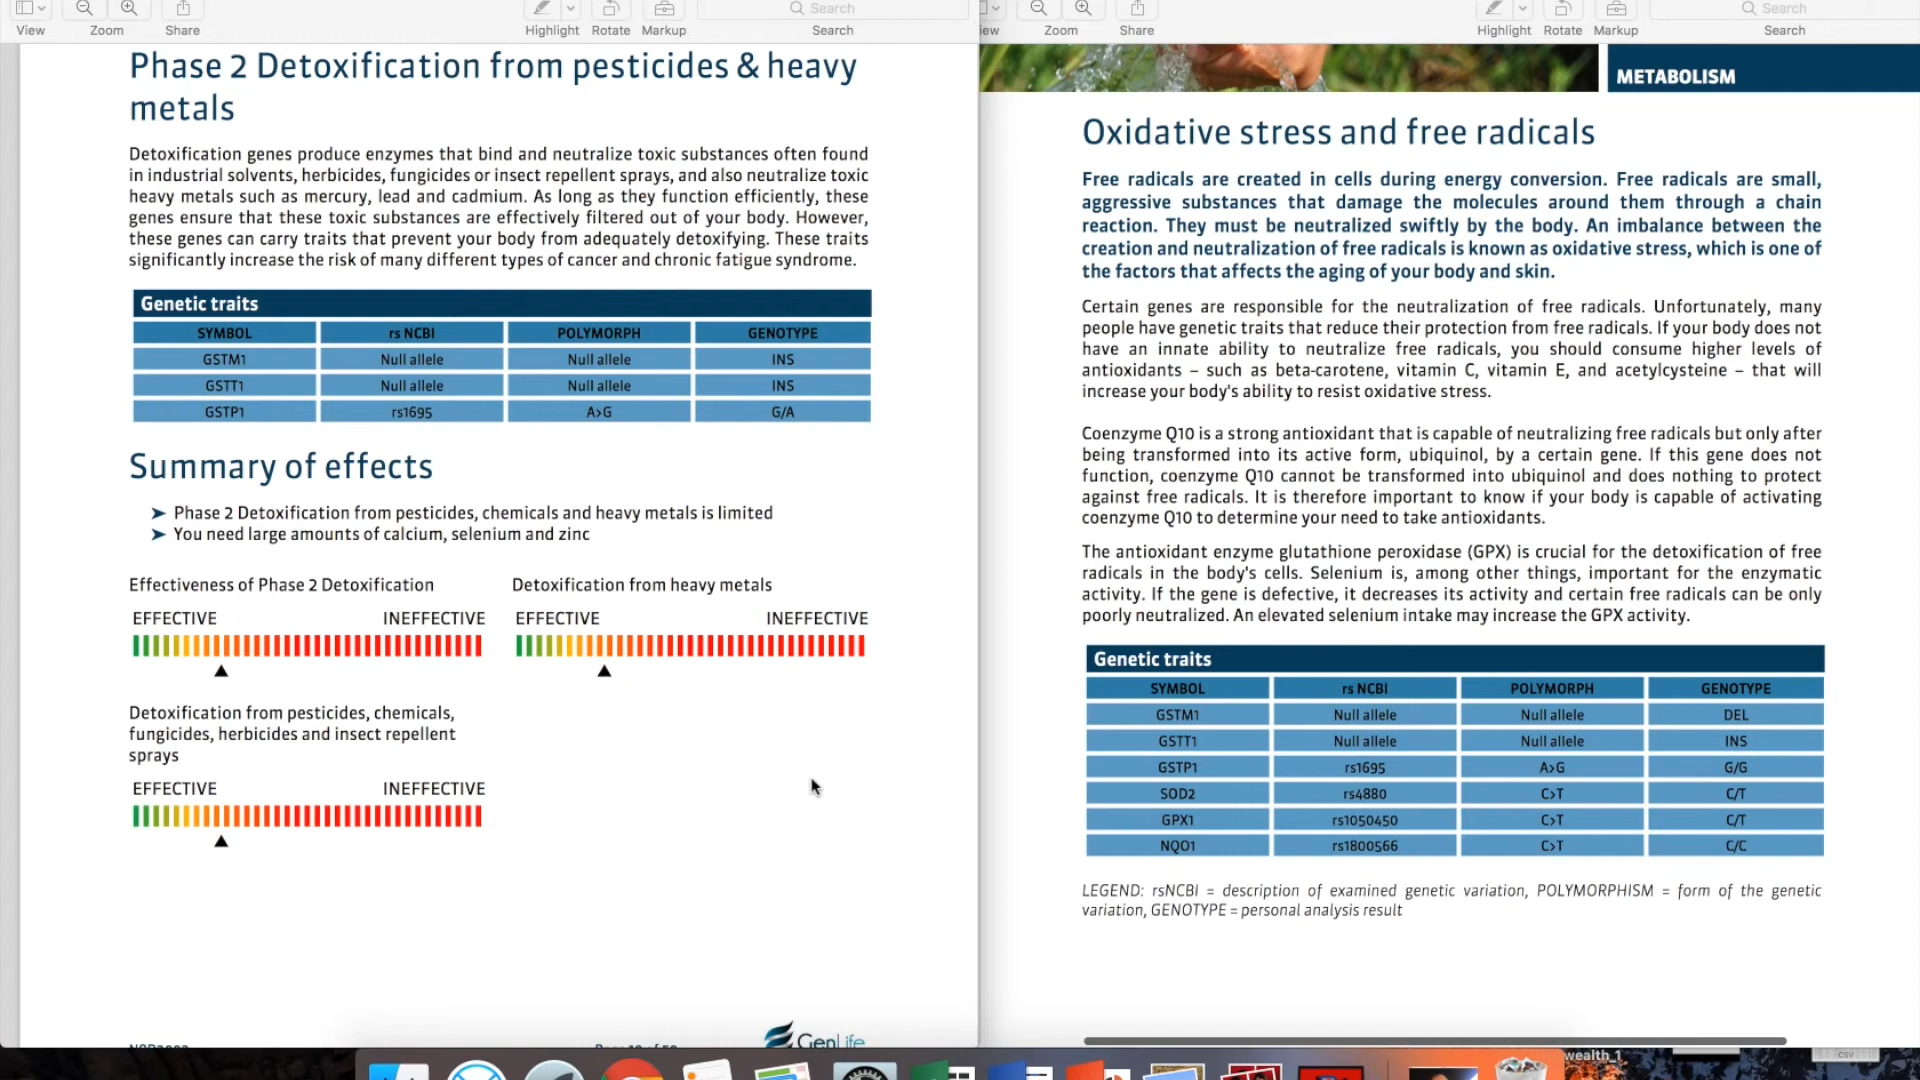 View
Zoom
Share
Highlight
Rotate
Markup
Search
Search
Phase 2 Detoxification from pesticides & heavy
metals
Detoxification genes produce enzymes that bind and neutralize toxic substances often found
in industrial solvents, herbicides, fungicides or insect repellent sprays, and also neutralize toxic
heavy metals such as mercury, lead and cadmium. As long as they function efficiently, these
genes ensure that these toxic substances are effectively filtered out of your body. However,
these genes can carry traits that prevent your body from adequately detoxifying. These traits
significantly increase the risk of many different types of cancer and chronic fatigue syndrome.
Genetic traits
SYMBOL rs NCBI POLYMORPH GENOTYPE
GSTM1 Null allele Null allele INS
GSTT1 Null allele Null allele INS
GSTP1 rs1695 A>G G/A
Summary of effects
➤ Phase 2 Detoxification from pesticides, chemicals and heavy metals is limited
➤ You need large amounts of calcium, selenium and zinc
Effectiveness of Phase 2 Detoxification
EFFECTIVE INEFFECTIVE
Detoxification from heavy metals
EFFECTIVE INEFFECTIVE
Detoxification from pesticides, chemicals,
fungicides, herbicides and insect repellent
sprays
EFFECTIVE INEFFECTIVE
GenLife
iew
Zoom
Share
Highlight
Rotate
Markup
Search
Search
METABOLISM
Oxidative stress and free radicals
Free radicals are created in cells during energy conversion. Free radicals are small,
aggressive substances that damage the molecules around them through a chain
reaction. They must be neutralized swiftly by the body. An imbalance between the
creation and neutralization of free radicals is known as oxidative stress, which is one of
the factors that affects the aging of your body and skin.
Certain genes are responsible for the neutralization of free radicals. Unfortunately, many
people have genetic traits that reduce their protection from free radicals. If your body does not
have an innate ability to neutralize free radicals, you should consume higher levels of
antioxidants – such as beta-carotene, vitamin C, vitamin E, and acetylcysteine – that will
increase your body's ability to resist oxidative stress.
Coenzyme Q10 is a strong antioxidant that is capable of neutralizing free radicals but only after
being transformed into its active form, ubiquinol, by a certain gene. If this gene does not
function, coenzyme Q10 cannot be transformed into ubiquinol and does nothing to protect
against free radicals. It is therefore important to know if your body is capable of activating
coenzyme Q10 to determine your need to take antioxidants.
The antioxidant enzyme glutathione peroxidase (GPX) is crucial for the detoxification of free
radicals in the body's cells. Selenium is, among other things, important for the enzymatic
activity. If the gene is defective, it decreases its activity and certain free radicals can be only
poorly neutralized. An elevated selenium intake may increase the GPX activity.
Genetic traits
SYMBOL rs NCBI POLYMORPH GENOTYPE
GSTM1 Null allele Null allele DEL
GSTT1 Null allele Null allele INS
GSTP1 rs1695 A>G G/G
SOD2 rs4880 C>T C/T
GPX1 rs1050450 C>T C/T
NQO1 rs1800566 C>T C/C
LEGEND: rsNCBI = description of examined genetic variation, POLYMORPHISM = form of the genetic
variation, GENOTYPE = personal analysis result
wealth_1
csv